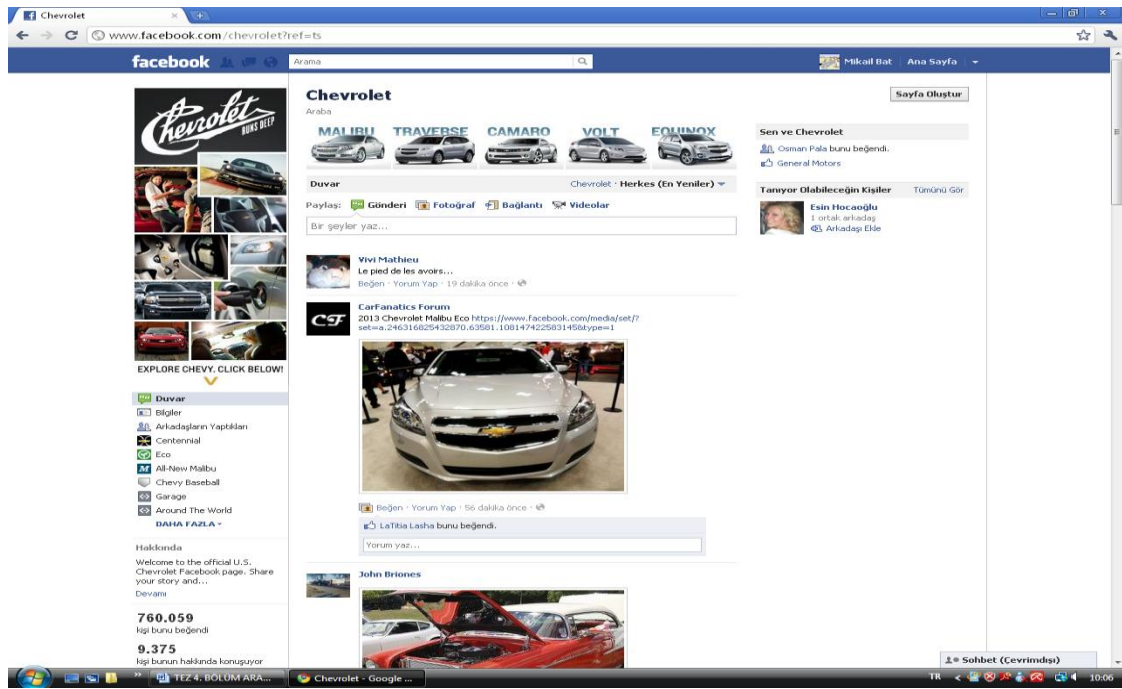 Chevrolet
www.facebook.com/chevrolet?ref=ts
facebook
Arama
Mikail Bat
Ana Sayfa
Chevrolet
RUNS DEEP
EXPLORE CHEVY. CLICK BELOW!
Duvar
Bilgiler
Arkadaşların Yaptıkları
Centennial
Eco
All-New Malibu
Chevy Baseball
Garage
Around The World
DAHA FAZLA
Hakkında
Welcome to the official U.S.
Chevrolet Facebook page. Share
your story and...
Devamı
760.059
kişi bunu beğendi
9.375
kişi bunun hakkında konuşuyor
Chevrolet
Araba
MALIBU TRAVERSE CAMARO VOLT EQUINOX
Duvar
Chevrolet · Herkes (En Yeniler)
Paylaş: Gönderi Fotoğraf Bağlantı Videolar
Bir şeyler yaz...
Vivi Mathieu
Le pied de les avoirs...
Beğen · Yorum Yap · 19 dakika önce
CF
CarFanatics Forum
2013 Chevrolet Malibu Eco https://www.facebook.com/media/set/?
set=a.246316825432870.63581.108147422583145&type=1
Beğen · Yorum Yap · 56 dakika önce
LaTitia Lasha bunu beğendi.
Yorum yaz...
John Briones
Sayfa Oluştur
Sen ve Chevrolet
Osman Pala bunu beğendi.
General Motors
Tanıyor Olabileceğin Kişiler
Tümünü Gör
Esin Hocaoğlu
1 ortak arkadaş
Arkadaşı Ekle
Sohbet (Çevrimdışı)
TEZ 4. BÖLÜM ARA...
Chevrolet - Google ...
TR
10:06